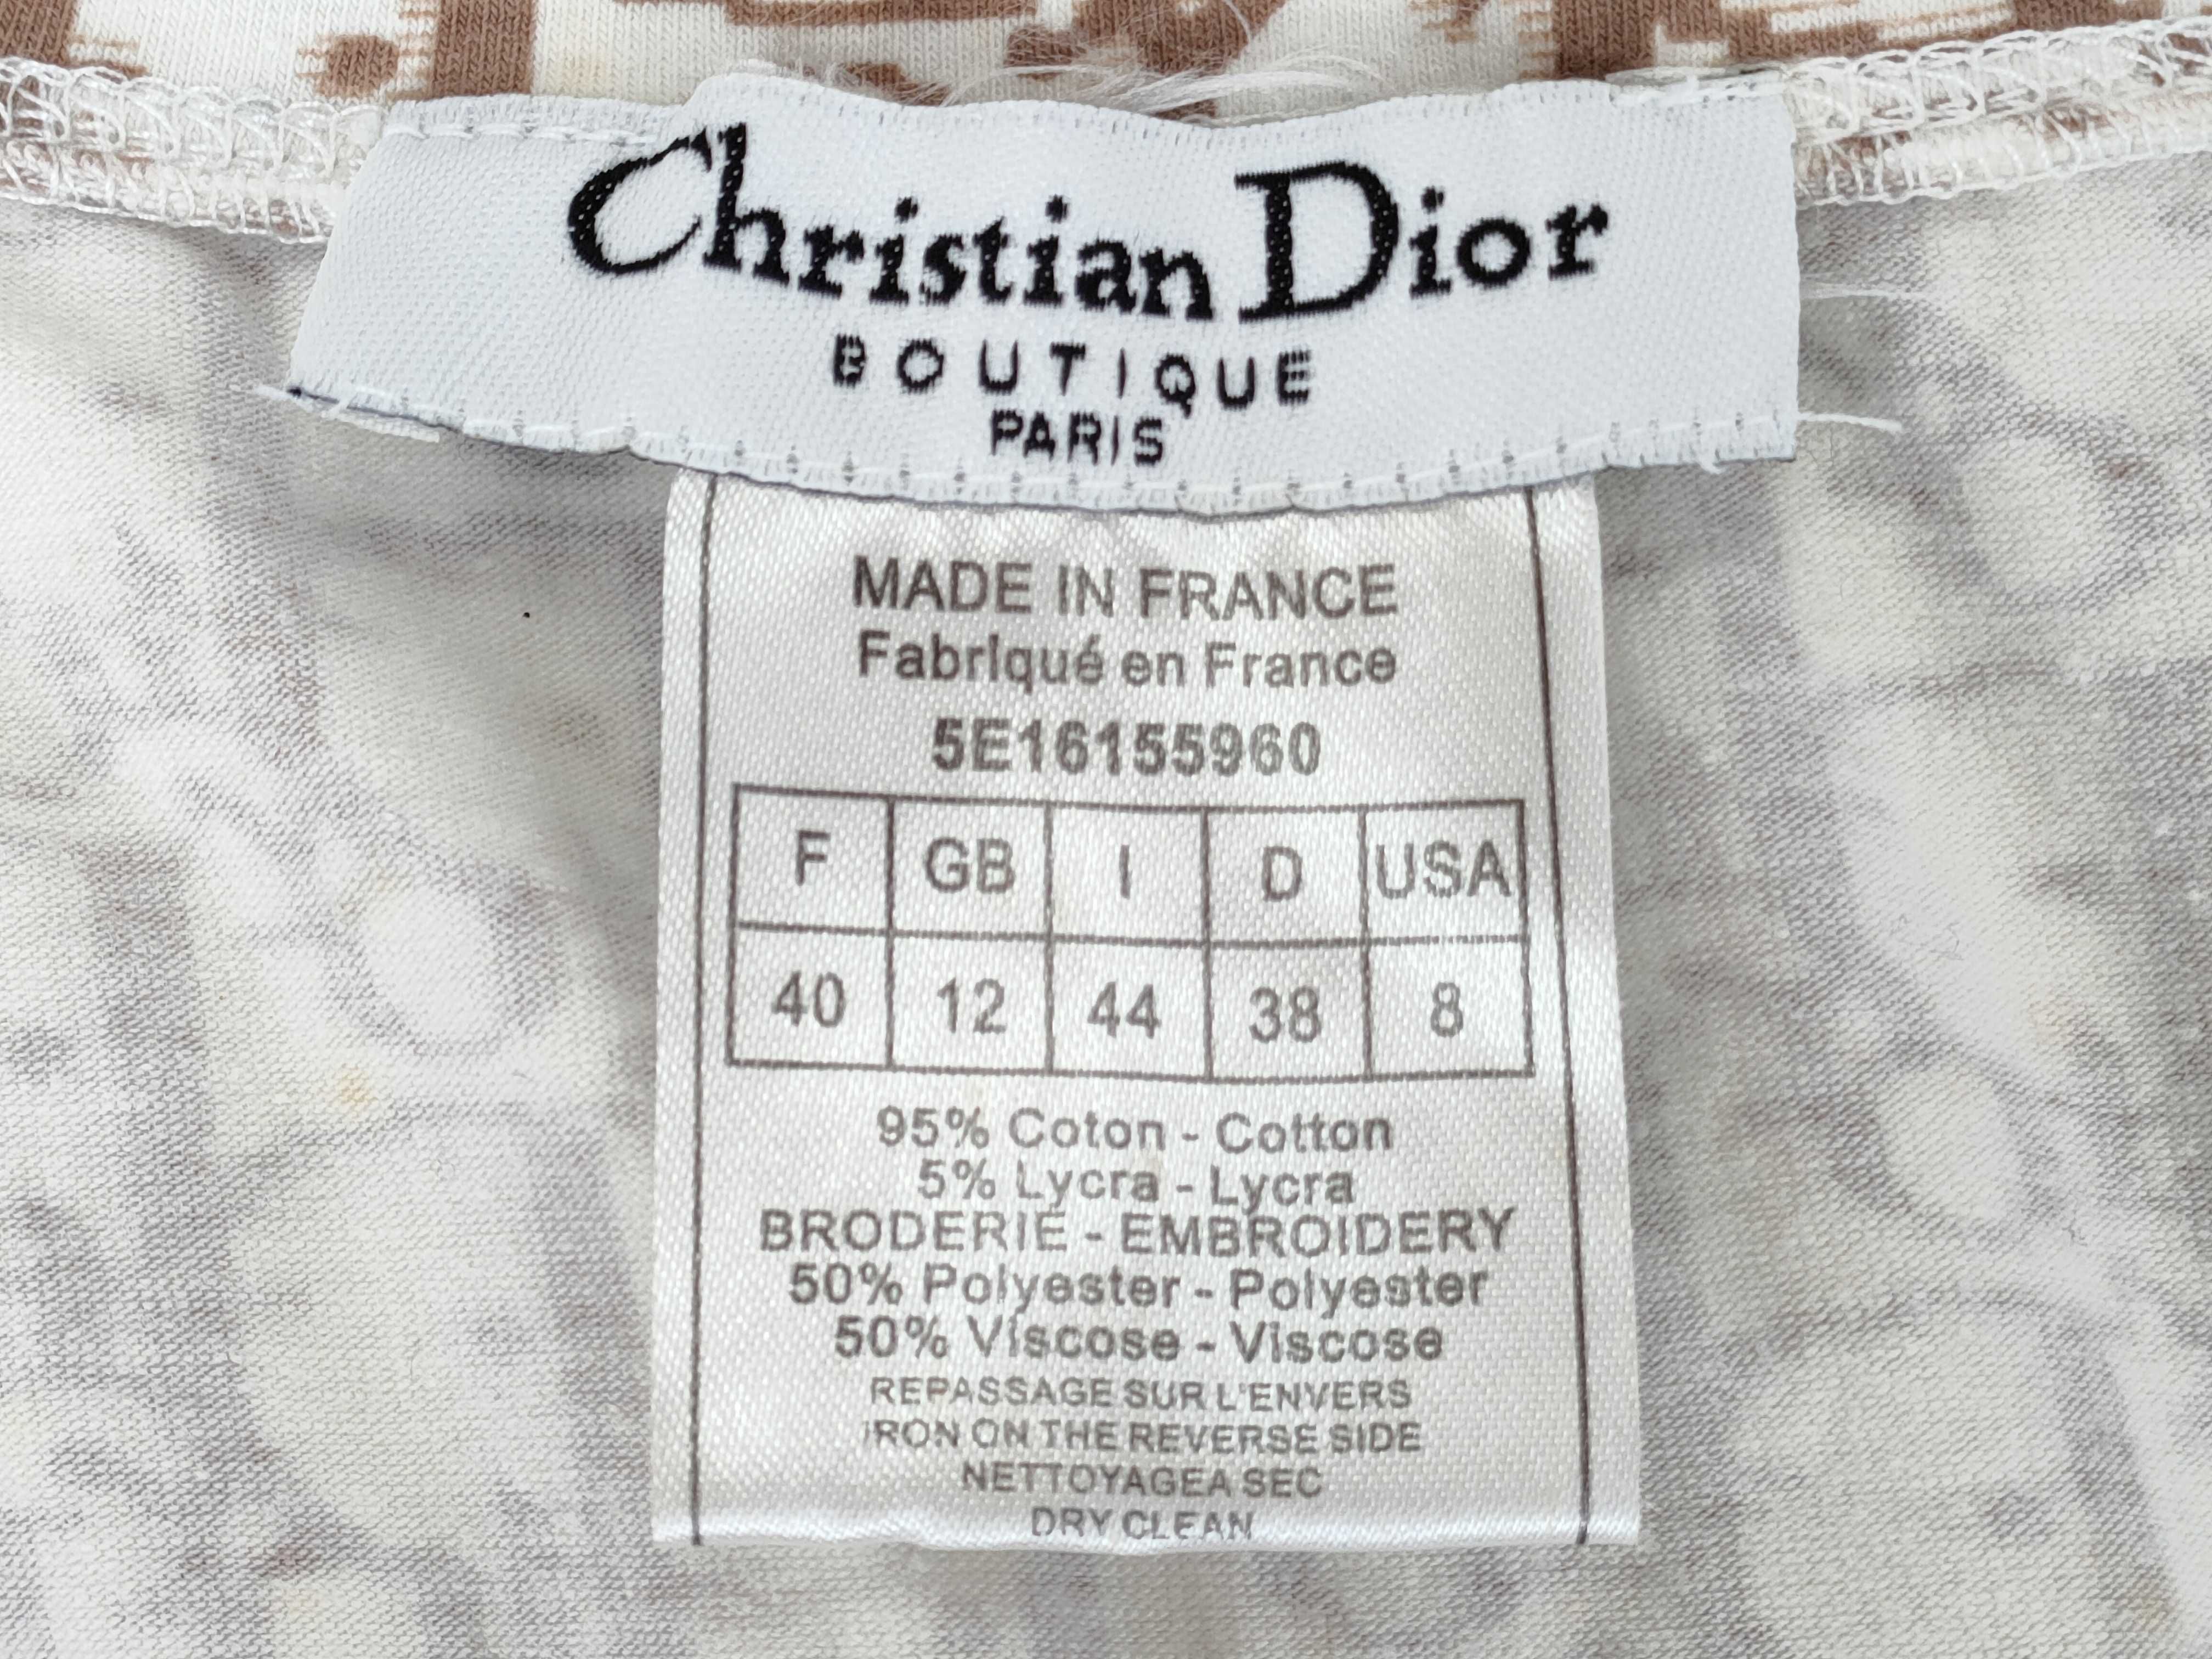 Christian Dior
BOUTIQUE
PARIS
MADE IN FRANCE
Fabriqué en France
5E16155960
F GB I D USA
40 12 44 38 8
95% Coton - Cotton
5% Lycra - Lycra
BRODERIE - EMBROIDERY
50% Polyester - Polyester
50% Viscose - Viscose
REPASSAGE SUR L'ENVERS
IRON ON THE REVERSE SIDE
NETTOYAGEA SEC
DRY CLEAN